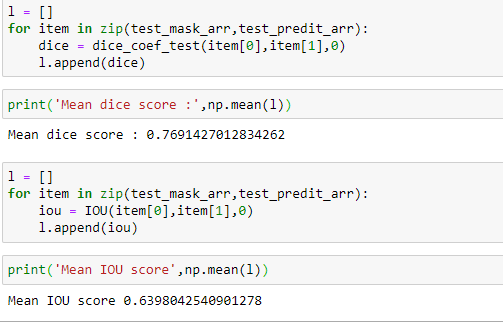 l = []
for item in zip(test_mask_arr,test_predit_arr):
    dice = dice_coef_test(item[0],item[1],0)
    l.append(dice)
print('Mean dice score :',np.mean(l))
Mean dice score : 0.7691427012834262
l = []
for item in zip(test_mask_arr,test_predit_arr):
    iou = IOU(item[0],item[1],0)
    l.append(iou)
print('Mean IOU score',np.mean(l))
Mean IOU score 0.6398042540901278